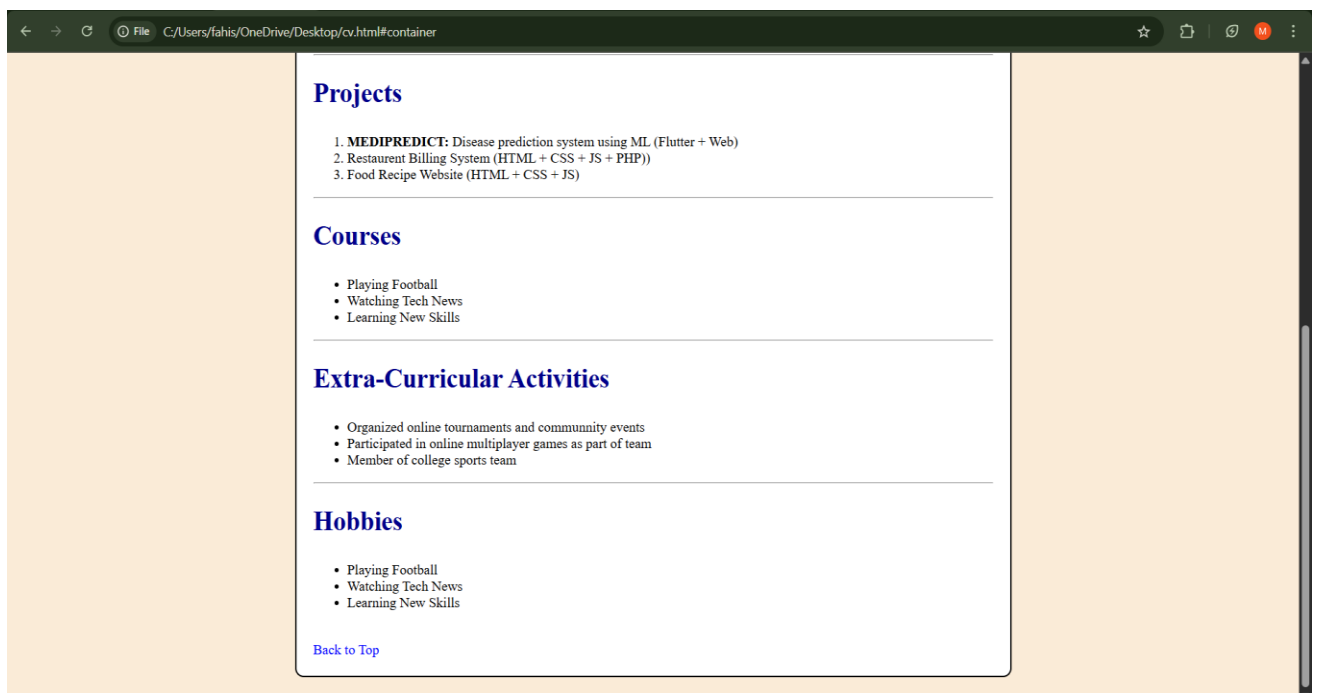 File C:/Users/fahis/OneDrive/Desktop/cv.html#container
M
Projects
1. MEDIPREDICT: Disease prediction system using ML (Flutter + Web)
2. Restaurent Billing System (HTML + CSS + JS + PHP))
3. Food Recipe Website (HTML + CSS + JS)
Courses
• Playing Football
• Watching Tech News
• Learning New Skills
Extra-Curricular Activities
• Organized online tournaments and communnity events
• Participated in online multiplayer games as part of team
• Member of college sports team
Hobbies
• Playing Football
• Watching Tech News
• Learning New Skills
Back to Top